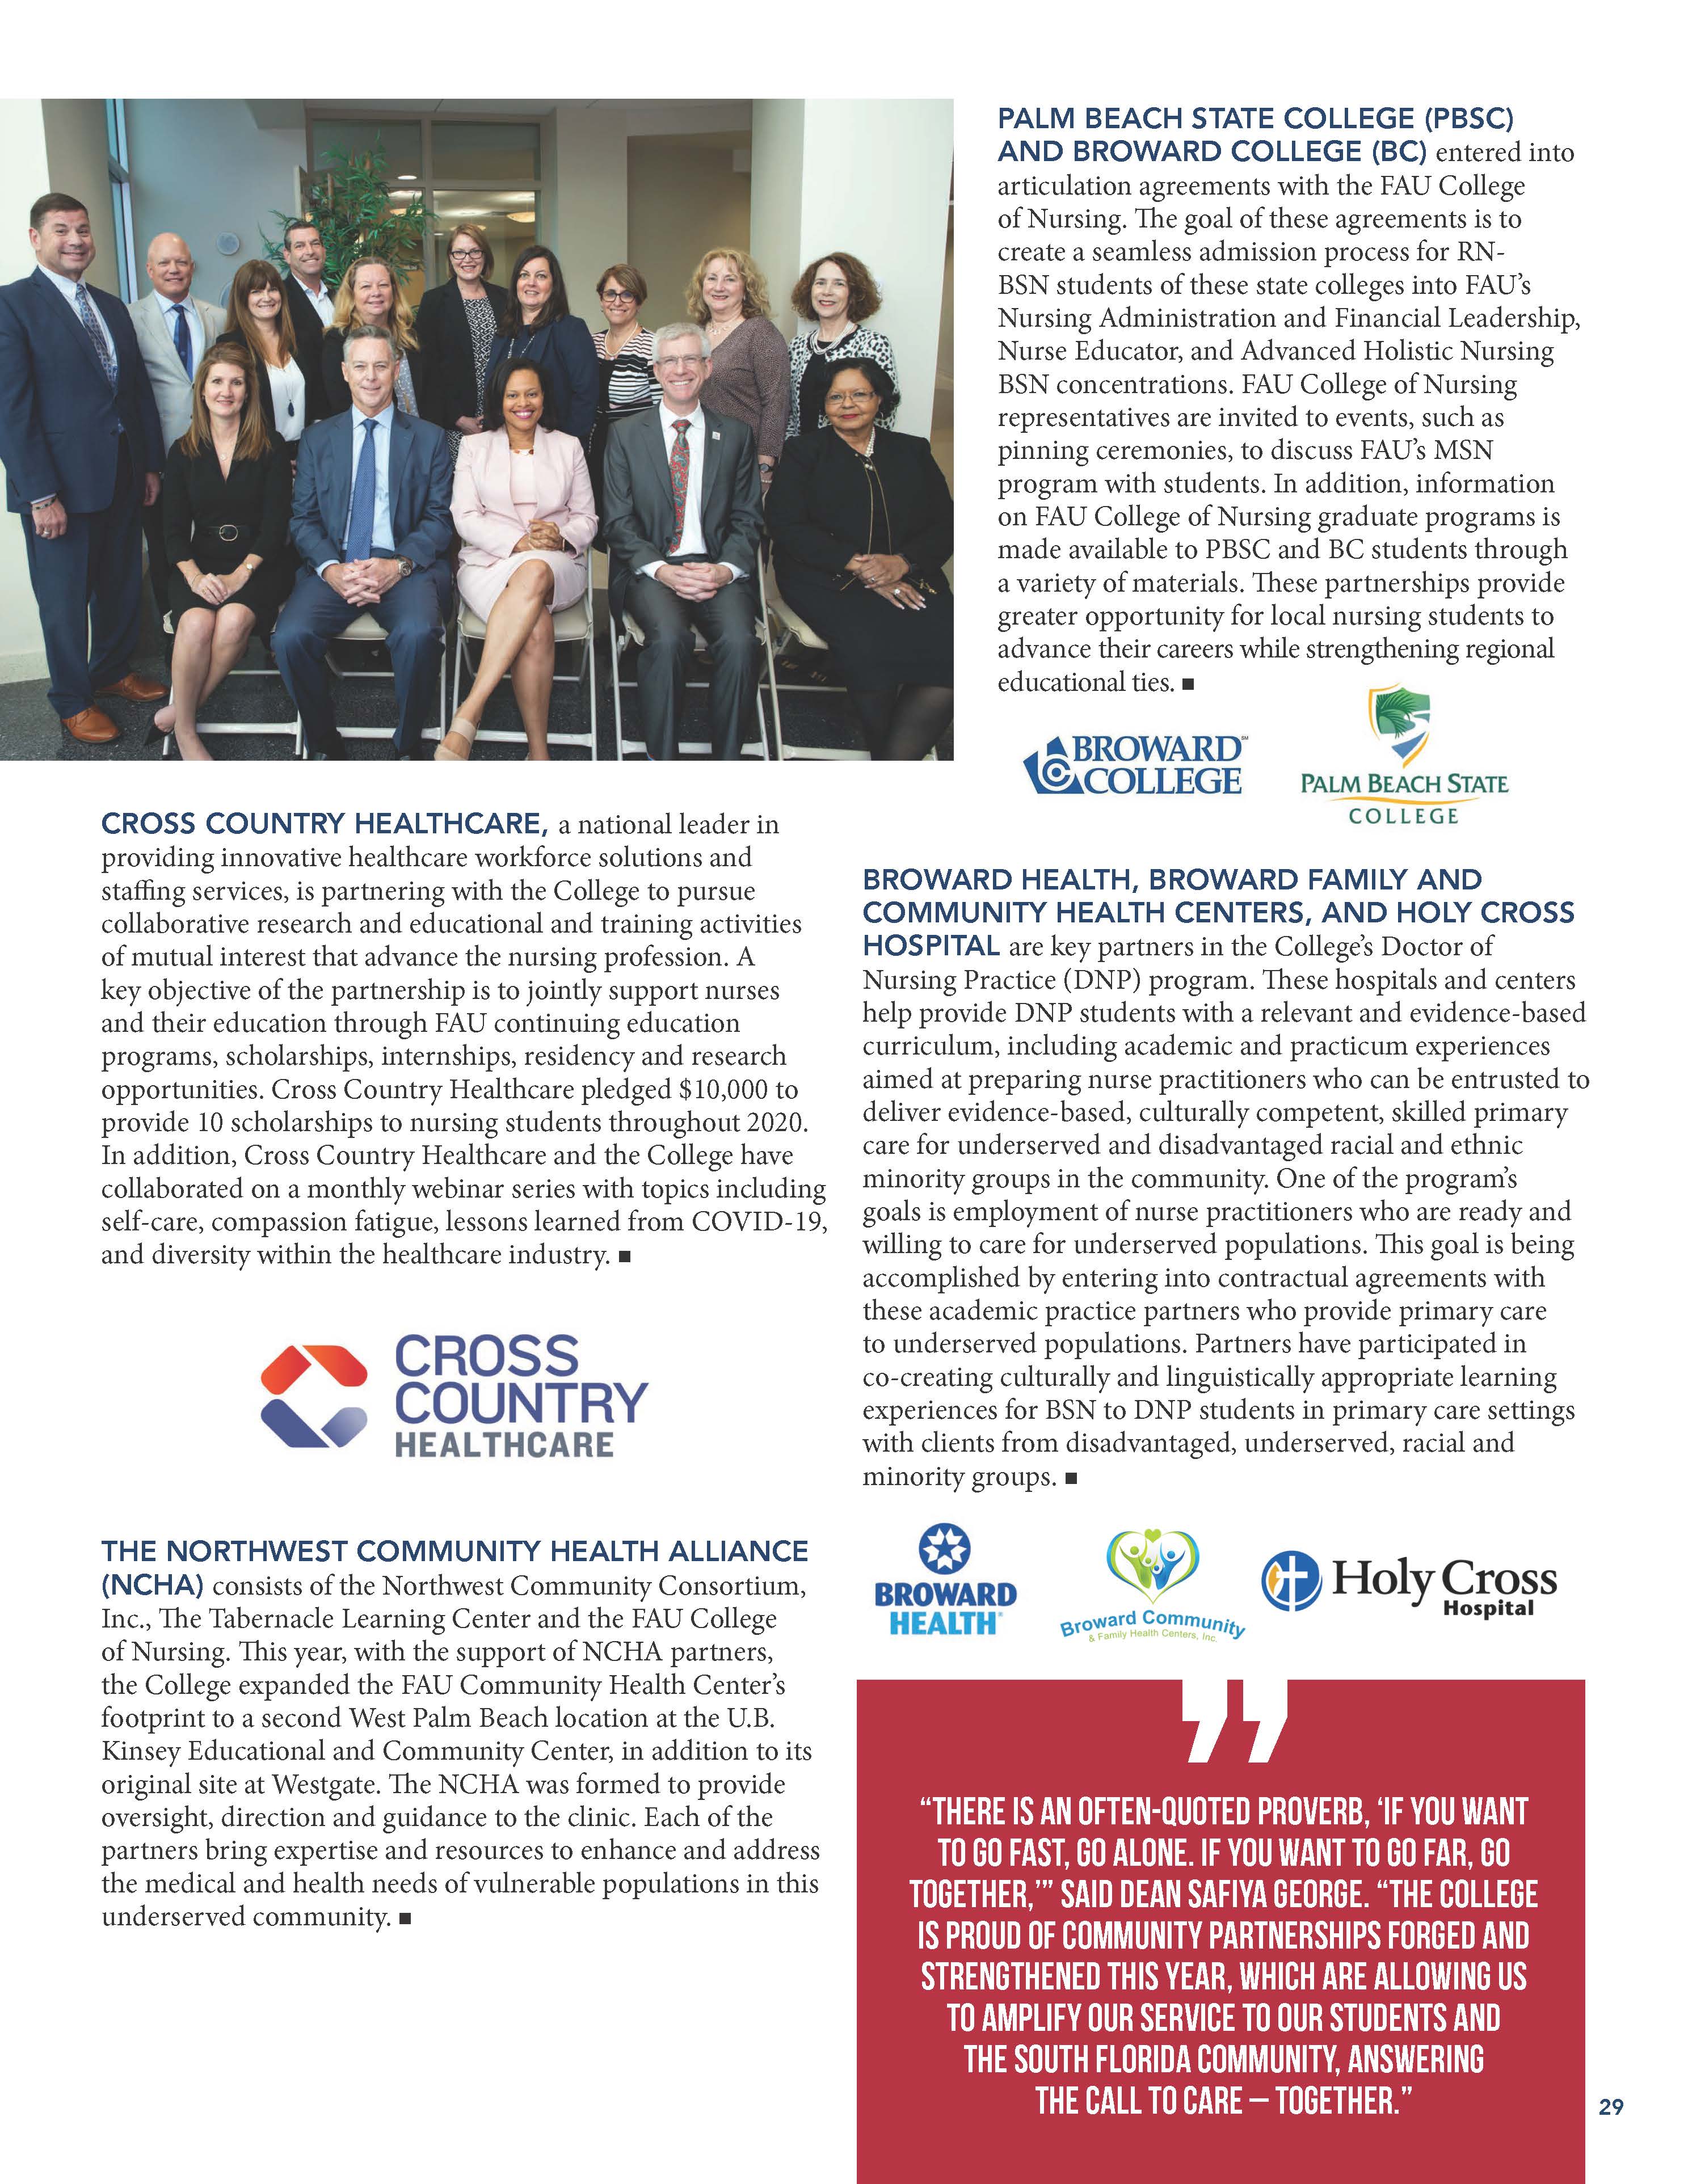 PALM BEACH STATE COLLEGE (PBSC)
AND BROWARD COLLEGE (BC) entered into
articulation agreements with the FAU College
of Nursing. The goal of these agreements is to
create a seamless admission process for RN-
BSN students of these state colleges into FAU’s
Nursing Administration and Financial Leadership,
Nurse Educator, and Advanced Holistic Nursing
BSN concentrations. FAU College of Nursing
representatives are invited to events, such as
pinning ceremonies, to discuss FAU’s MSN
program with students. In addition, information
on FAU College of Nursing graduate programs is
made available to PBSC and BC students through
a variety of materials. These partnerships provide
greater opportunity for local nursing students to
advance their careers while strengthening regional
educational ties. ■
BROWARD℠
COLLEGE
PALM BEACH STATE
COLLEGE
CROSS COUNTRY HEALTHCARE, a national leader in
providing innovative healthcare workforce solutions and
staffing services, is partnering with the College to pursue
collaborative research and educational and training activities
of mutual interest that advance the nursing profession. A
key objective of the partnership is to jointly support nurses
and their education through FAU continuing education
programs, scholarships, internships, residency and research
opportunities. Cross Country Healthcare pledged $10,000 to
provide 10 scholarships to nursing students throughout 2020.
In addition, Cross Country Healthcare and the College have
collaborated on a monthly webinar series with topics including
self-care, compassion fatigue, lessons learned from COVID-19,
and diversity within the healthcare industry. ■
CROSS
COUNTRY
HEALTHCARE
THE NORTHWEST COMMUNITY HEALTH ALLIANCE
(NCHA) consists of the Northwest Community Consortium,
Inc., The Tabernacle Learning Center and the FAU College
of Nursing. This year, with the support of NCHA partners,
the College expanded the FAU Community Health Center’s
footprint to a second West Palm Beach location at the U.B.
Kinsey Educational and Community Center, in addition to its
original site at Westgate. The NCHA was formed to provide
oversight, direction and guidance to the clinic. Each of the
partners bring expertise and resources to enhance and address
the medical and health needs of vulnerable populations in this
underserved community. ■
BROWARD HEALTH, BROWARD FAMILY AND
COMMUNITY HEALTH CENTERS, AND HOLY CROSS
HOSPITAL are key partners in the College’s Doctor of
Nursing Practice (DNP) program. These hospitals and centers
help provide DNP students with a relevant and evidence-based
curriculum, including academic and practicum experiences
aimed at preparing nurse practitioners who can be entrusted to
deliver evidence-based, culturally competent, skilled primary
care for underserved and disadvantaged racial and ethnic
minority groups in the community. One of the program’s
goals is employment of nurse practitioners who are ready and
willing to care for underserved populations. This goal is being
accomplished by entering into contractual agreements with
these academic practice partners who provide primary care
to underserved populations. Partners have participated in
co-creating culturally and linguistically appropriate learning
experiences for BSN to DNP students in primary care settings
with clients from disadvantaged, underserved, racial and
minority groups. ■
BROWARD
HEALTH®
Broward Community
& Family Health Centers, Inc.
Holy Cross
Hospital
”
“THERE IS AN OFTEN-QUOTED PROVERB, ‘IF YOU WANT
TO GO FAST, GO ALONE. IF YOU WANT TO GO FAR, GO
TOGETHER,’” SAID DEAN SAFIYA GEORGE. “THE COLLEGE
IS PROUD OF COMMUNITY PARTNERSHIPS FORGED AND
STRENGTHENED THIS YEAR, WHICH ARE ALLOWING US
TO AMPLIFY OUR SERVICE TO OUR STUDENTS AND
THE SOUTH FLORIDA COMMUNITY, ANSWERING
THE CALL TO CARE – TOGETHER.”
29